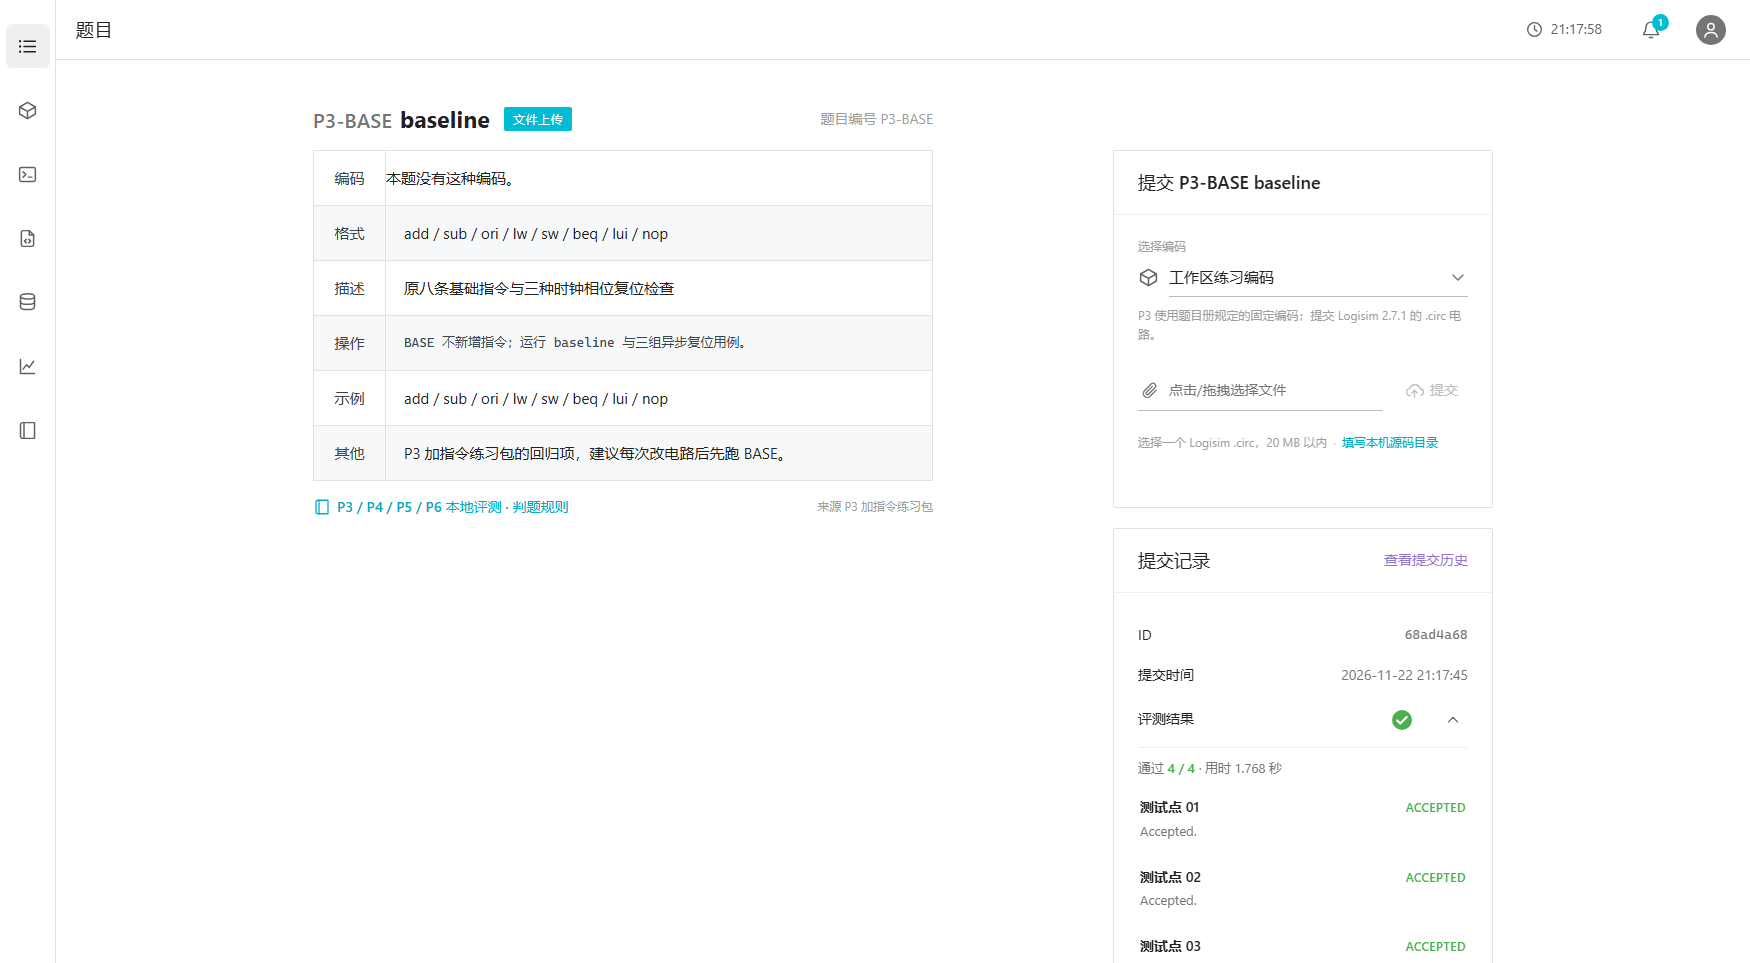 题目
21:17:58
1
P3-BASE baseline 文件上传
题目编号 P3-BASE
编码 本题没有这种编码。
格式 add / sub / ori / lw / sw / beq / lui / nop
描述 原八条基础指令与三种时钟相位复位检查
操作 BASE 不新增指令；运行 baseline 与三组异步复位用例。
示例 add / sub / ori / lw / sw / beq / lui / nop
其他 P3 加指令练习包的回归项，建议每次改电路后先跑 BASE。
P3 / P4 / P5 / P6 本地评测 · 判题规则
来源 P3 加指令练习包
提交 P3-BASE baseline
选择编码
工作区练习编码
P3 使用题目册规定的固定编码；提交 Logisim 2.7.1 的 .circ 电
路。
点击/拖拽选择文件
提交
选择一个 Logisim .circ，20 MB 以内 · 填写本机源码目录
提交记录
查看提交历史
ID 68ad4a68
提交时间 2026-11-22 21:17:45
评测结果
通过 4 / 4 · 用时 1.768 秒
测试点 01 ACCEPTED
Accepted.
测试点 02 ACCEPTED
Accepted.
测试点 03 ACCEPTED